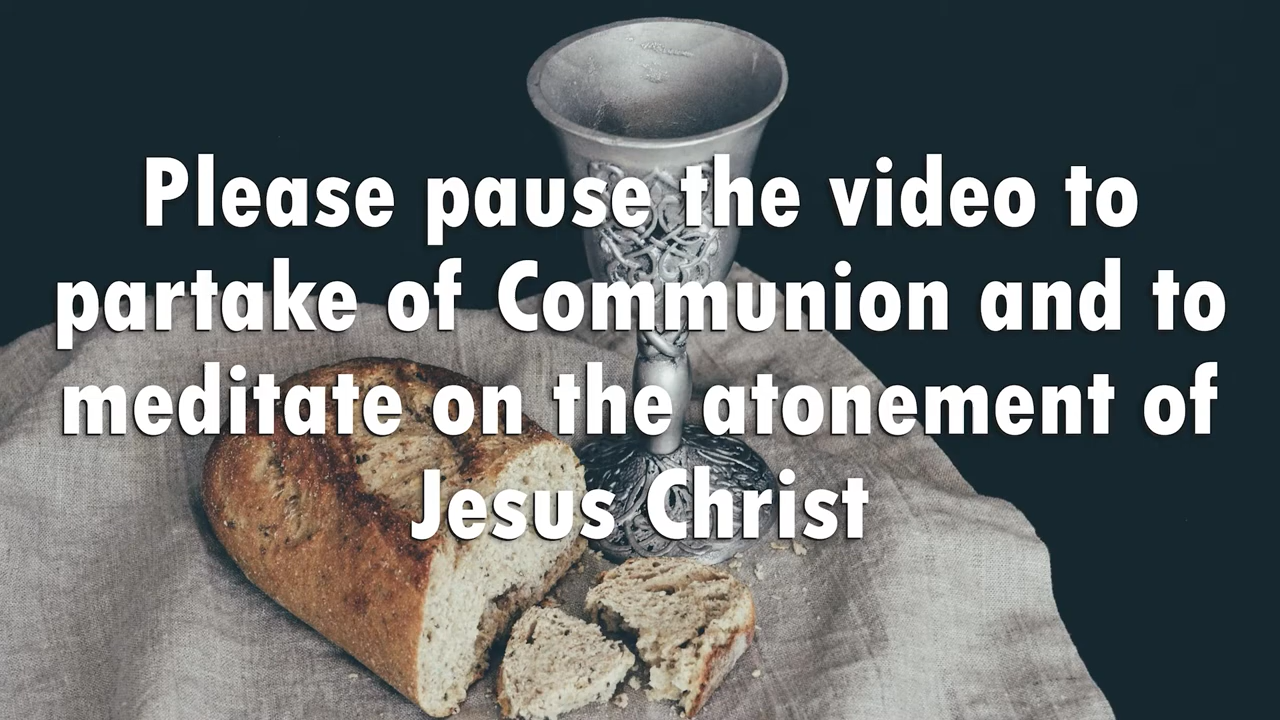 Please pause the video to
partake of Communion and to
meditate on the atonement of
Jesus Christ